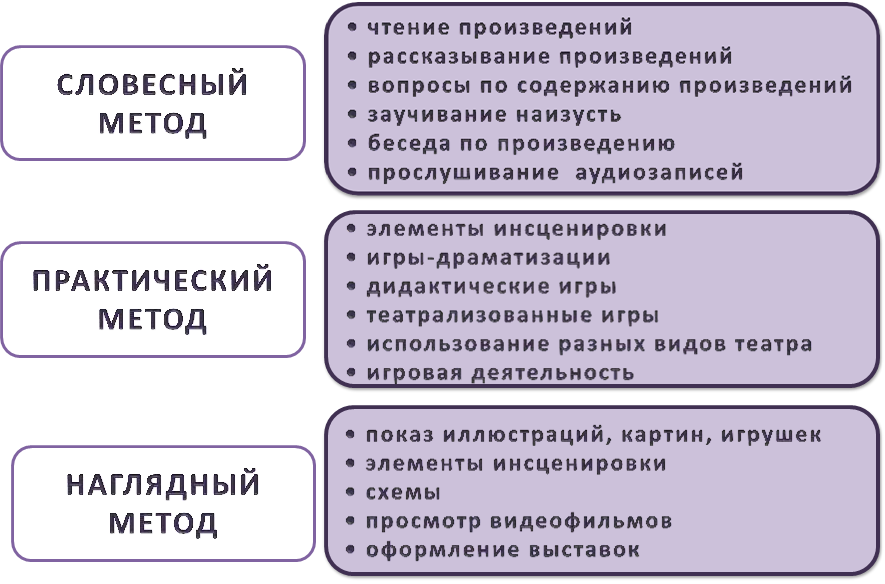 СЛОВЕСНЫЙ
МЕТОД
• чтение произведений
• рассказывание произведений
• вопросы по содержанию произведений
• заучивание наизусть
• беседа по произведению
• прослушивание аудиозаписей
ПРАКТИЧЕСКИЙ
МЕТОД
• элементы инсценировки
• игры-драматизации
• дидактические игры
• театрализованные игры
• использование разных видов театра
• игровая деятельность
НАГЛЯДНЫЙ
МЕТОД
• показ иллюстраций, картин, игрушек
• элементы инсценировки
• схемы
• просмотр видеофильмов
• оформление выставок